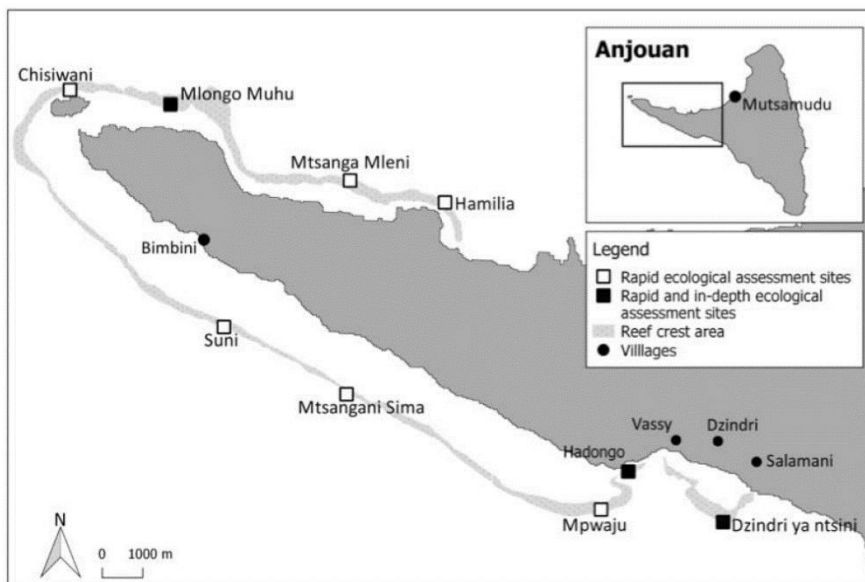 Chisiwani
Mlongo Muhu
Mtsanga Mleni
Hamilia
Bimbini
Suni
Mtsangani Sima
Vassy
Dzindri
Hadongo
Salamani
Mpwaju
Dzindri ya ntsini
N
0 1000 m
Anjouan
Mutsamudu
Legend
Rapid ecological assessment sites
Rapid and in-depth ecological
assessment sites
Reef crest area
Villlages